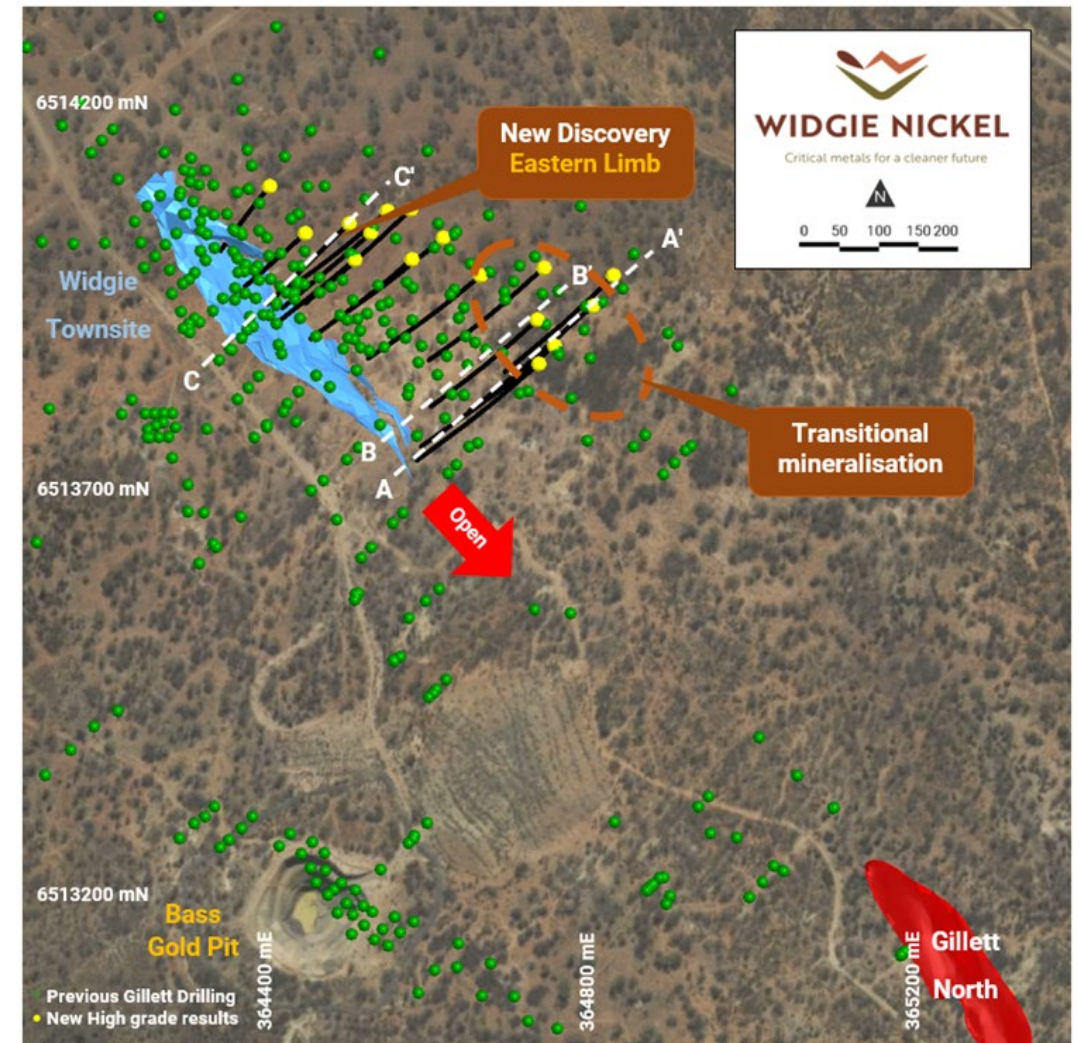 6514200 mN
WIDGIE NICKEL
Critical metals for a cleaner future
N
0 50 100 150 200
New Discovery
Eastern Limb
C'
A'
B'
Widgie
Townsite
C
B
A
Transitional
mineralisation
6513700 mN
Open
6513200 mN
Bass
Gold Pit
Gillett
North
364400 mE
364800 mE
365200 mE
Previous Gillett Drilling
New High grade results